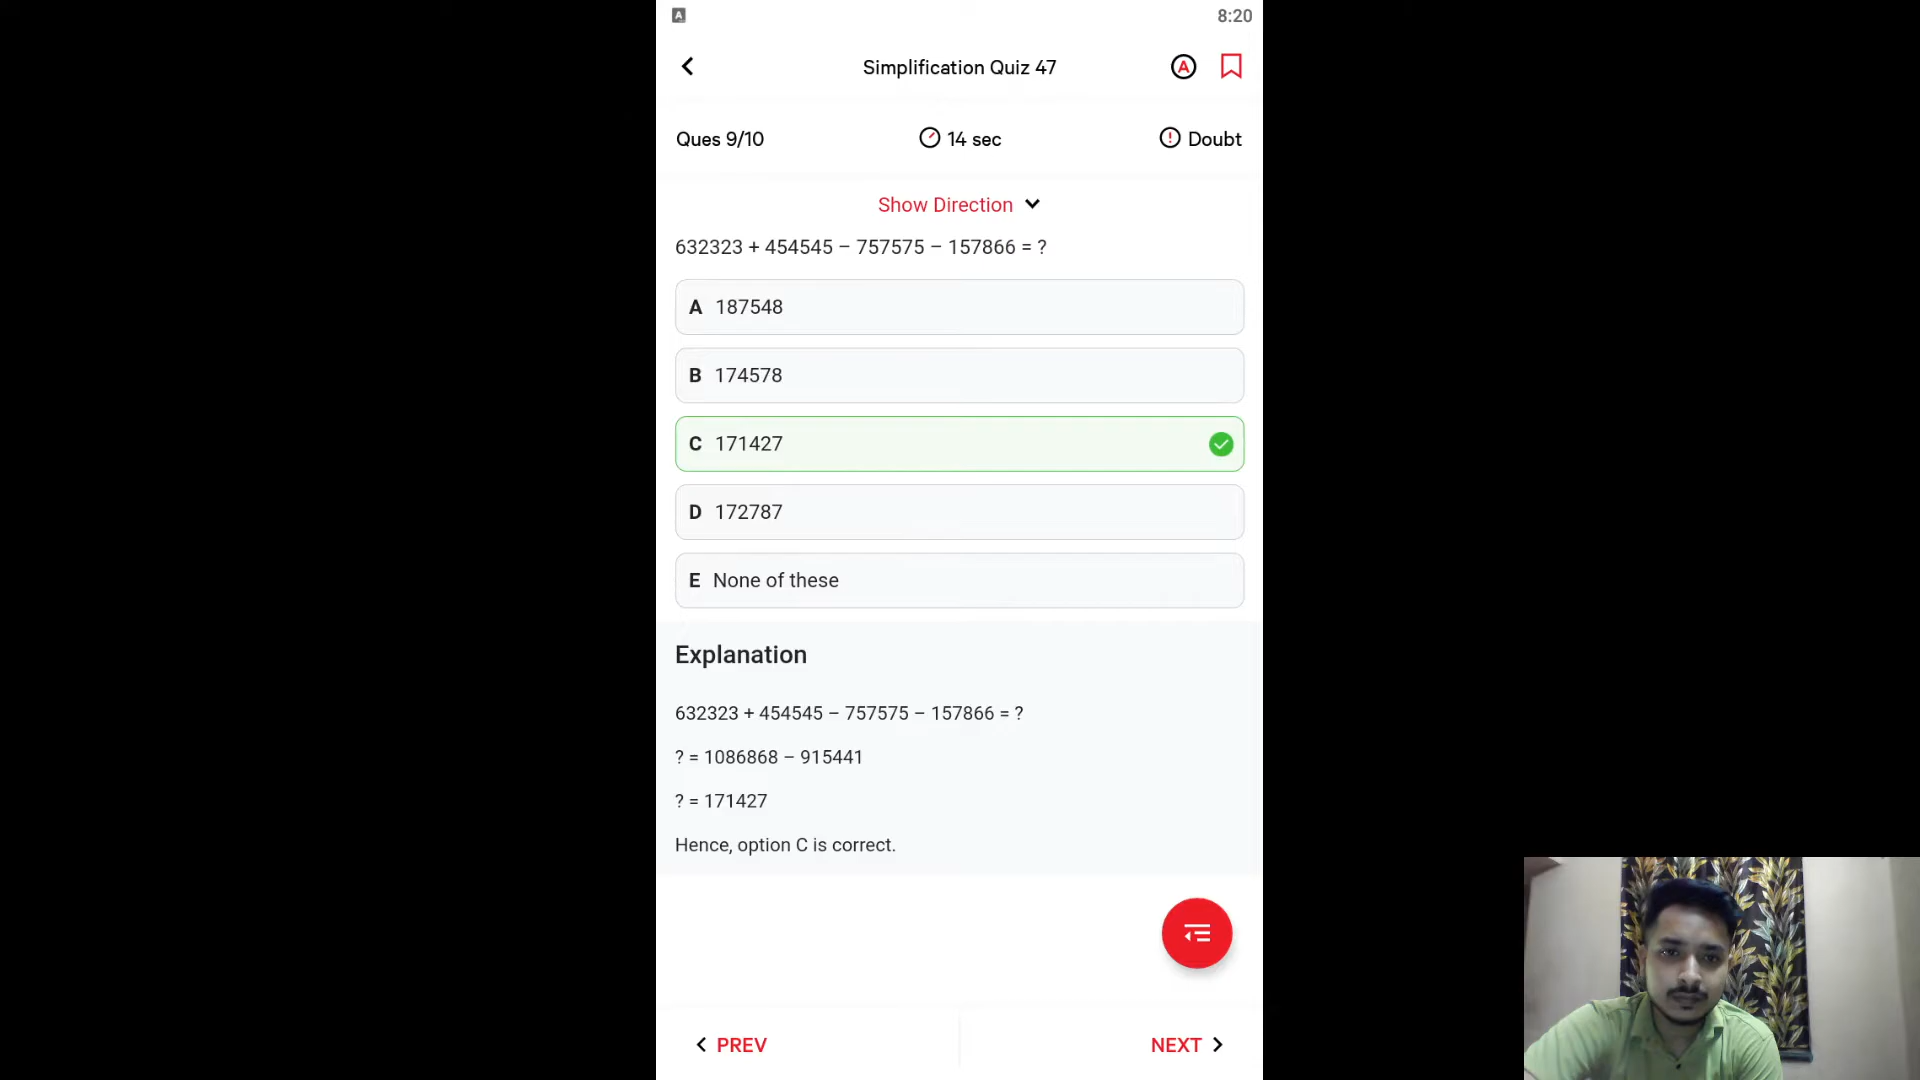 A
8:20
Simplification Quiz 47
A
Ques 9/10
14 sec
Doubt
Show Direction
632323 + 454545 – 757575 – 157866 = ?
A 187548
B 174578
C 171427
D 172787
E None of these
Explanation
632323 + 454545 – 757575 – 157866 = ?
? = 1086868 – 915441
? = 171427
Hence, option C is correct.
PREV
NEXT